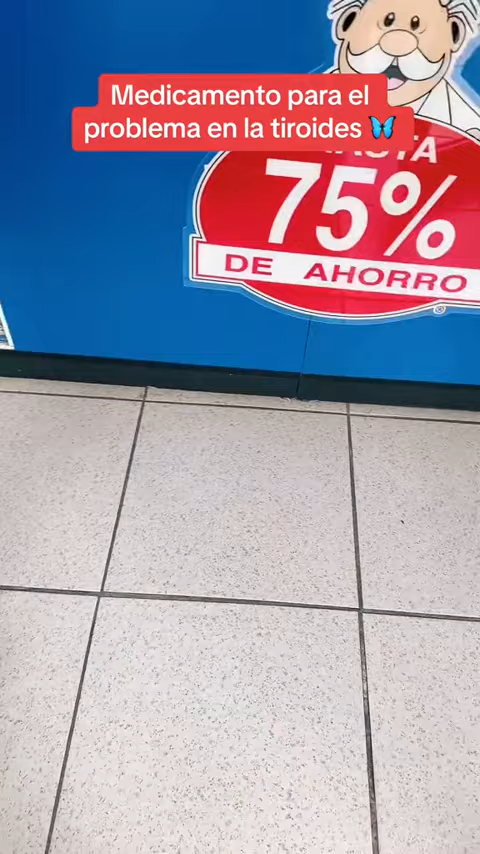 Medicamento para el
problema en la tiroides 🦋
75%
DE AHORRO
®